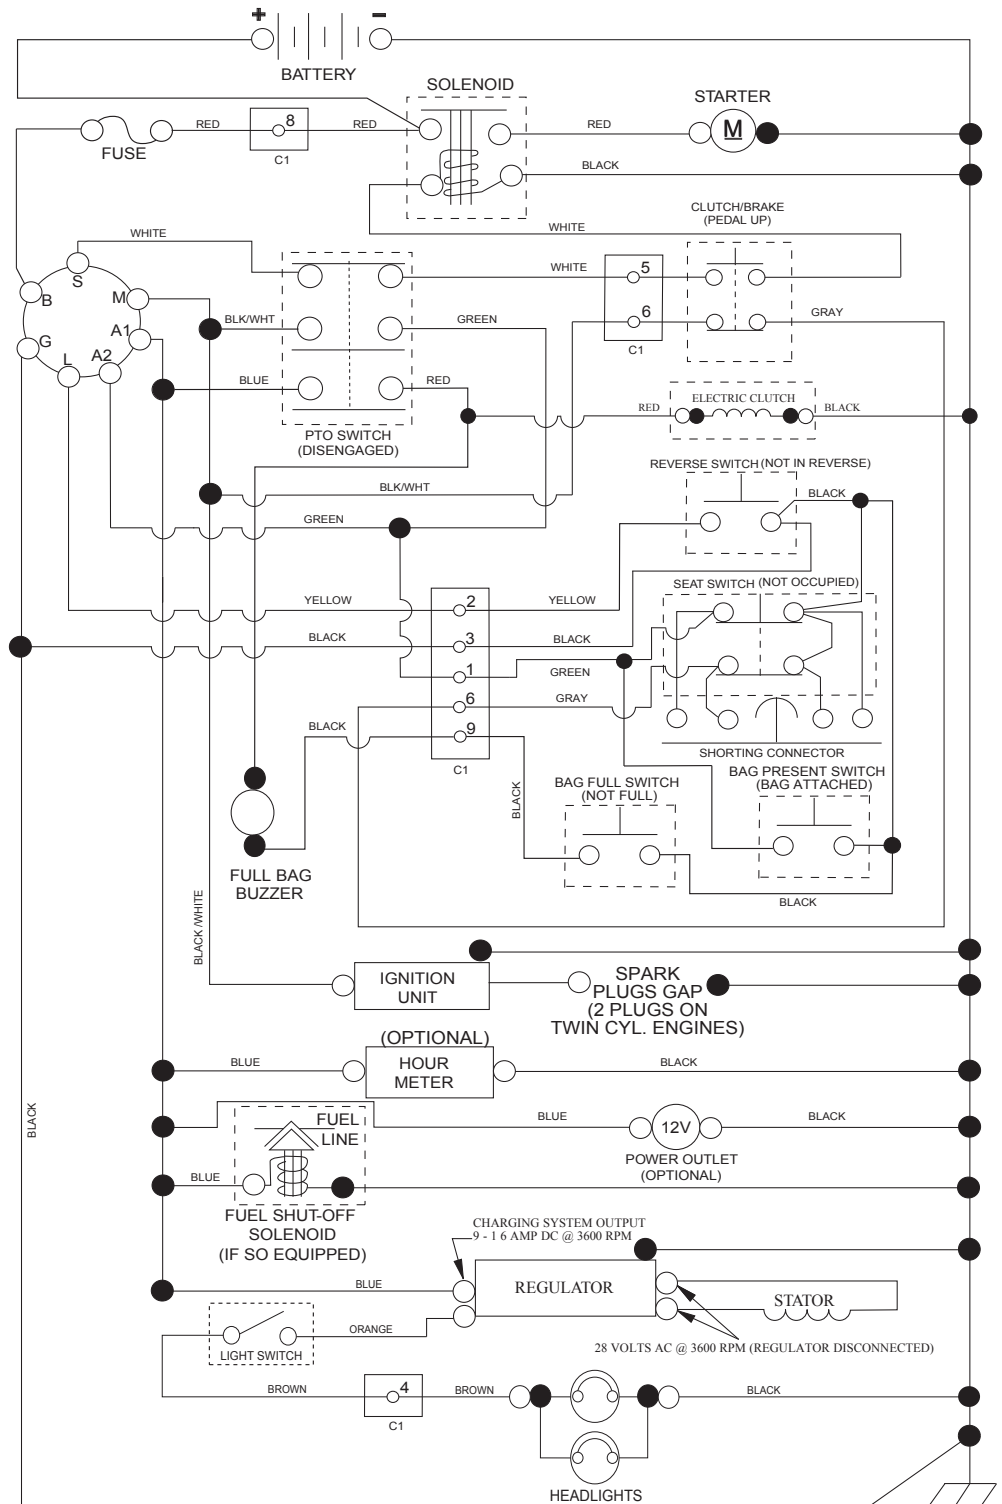 + -
BATTERY
SOLENOID
STARTER
M
RED
8
RED
RED
FUSE
C1
BLACK
CLUTCH/BRAKE
(PEDAL UP)
WHITE
WHITE
S
WHITE
5
B
M
BLK/WHT
GREEN
6
GRAY
A1
G
C1
L
A2
BLUE
RED
ELECTRIC CLUTCH
RED
BLACK
PTO SWITCH
(DISENGAGED)
REVERSE SWITCH (NOT IN REVERSE)
BLK/WHT
BLACK
GREEN
SEAT SWITCH (NOT OCCUPIED)
YELLOW
2
YELLOW
BLACK
3
BLACK
1
GREEN
6
GRAY
BLACK
9
SHORTING CONNECTOR
C1
BAG PRESENT SWITCH
(BAG ATTACHED)
BAG FULL SWITCH
(NOT FULL)
BLACK
FULL BAG
BUZZER
BLACK
BLACK /WHITE
IGNITION
UNIT
SPARK
PLUGS GAP
(2 PLUGS ON
TWIN CYL. ENGINES)
(OPTIONAL)
HOUR
METER
BLUE
BLACK
BLACK
FUEL
LINE
BLUE
12V
BLACK
POWER OUTLET
(OPTIONAL)
BLUE
FUEL SHUT-OFF
SOLENOID
(IF SO EQUIPPED)
CHARGING SYSTEM OUTPUT
9 - 1 6 AMP DC @ 3600 RPM
BLUE
REGULATOR
STATOR
ORANGE
28 VOLTS AC @ 3600 RPM (REGULATOR DISCONNECTED)
LIGHT SWITCH
BROWN
4
BROWN
BLACK
C1
HEADLIGHTS